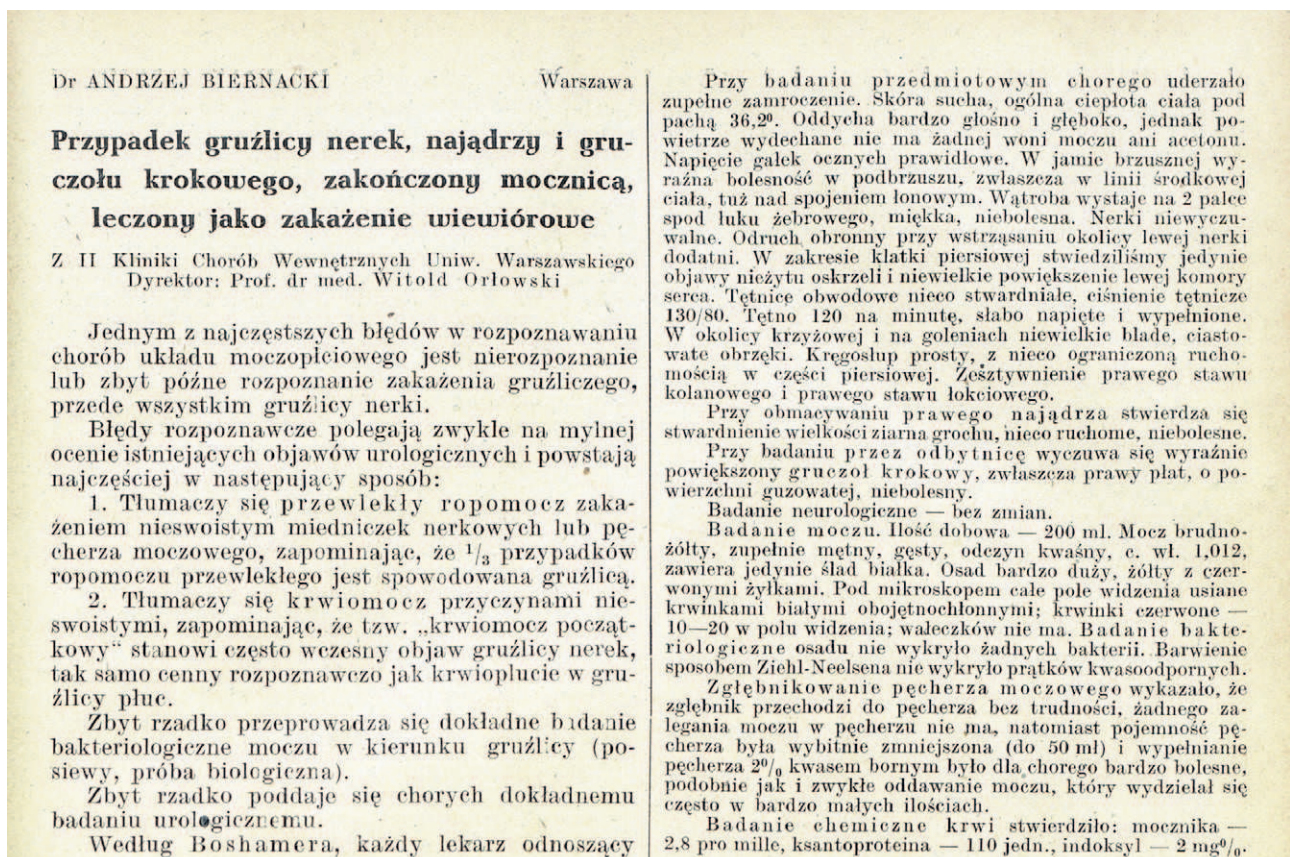 Dr ANDRZEJ BIERNACKI
Warszawa
Przypadek gruźlicy nerek, najądrzy i gru-
czołu krokowego, zakończony mocznicą,
leczony jako zakażenie wiewiórowe
Z II Kliniki Chorób Wewnętrznych Uniw. Warszawskiego
Dyrektor: Prof. dr med. Witold Orłowski
Jednym z najczęstszych błędów w rozpoznawaniu
chorób układu moczopłciowego jest nierozpoznanie
lub zbyt późne rozpoznanie zakażenia gruźliczego,
przede wszystkim gruźlicy nerki.
Błędy rozpoznawcze polegają zwykle na mylnej
ocenie istniejących objawów urologicznych i powstają
najczęściej w następujący sposób:
1. Tłumaczy się przewlekły ropomocz zaka-
żeniem nieswoistym miedniczek nerkowych lub pę-
cherza moczowego, zapominając, że 1/3 przypadków
ropomoczu przewlekłego jest spowodowana gruźlicą.
2. Tłumaczy się krwiomocz przyczynami nie-
swoistymi, zapominając, że tzw. „krwiomocz począt-
kowy“ stanowi często wczesny objaw gruźlicy nerek,
tak samo cenny rozpoznawczo jak krwioplucie w gru-
źlicy płuc.
Zbyt rzadko przeprowadza się dokładne badanie
bakteriologiczne moczu w kierunku gruźlicy (po-
siewy, próba biologiczna).
Zbyt rzadko poddaje się chorych dokładnemu
badaniu urologicznemu.
Według Boshamera, każdy lekarz odnoszący
Przy badaniu przedmiotowym chorego uderzało
zupełne zamroczenie. Skóra sucha, ogólna ciepłota ciała pod
pachą 36,2⁰. Oddycha bardzo głośno i głęboko, jednak po-
wietrze wydechane nie ma żadnej woni moczu ani acetonu.
Napięcie gałek ocznych prawidłowe. W jamie brzusznej wy-
raźna bolesność w podbrzuszu, zwłaszcza w linii środkowej
ciała, tuż nad spojeniem łonowym. Wątroba wystaje na 2 palce
spod łuku żebrowego, miękka, niebolesna. Nerki niewyczu-
walne. Odruch obronny przy wstrząsaniu okolicy lewej nerki
dodatni. W zakresie klatki piersiowej stwiedziliśmy jedynie
objawy nieżytu oskrzeli i niewielkie powiększenie lewej komory
serca. Tętnice obwodowe nieco stwardniałe, ciśnienie tętnicze
130/80. Tętno 120 na minutę, słabo napięte i wypełnione.
W okolicy krzyżowej i na goleniach niewielkie blade, ciasto-
wate obrzęki. Kręgosłup prosty, z nieco ograniczoną rucho-
mością w części piersiowej. Zesztywnienie prawego stawu
kolanowego i prawego stawu łokciowego.
Przy obmacywaniu prawego najądrza stwierdza się
stwardnienie wielkości ziarna grochu, nieco ruchome, niebolesne.
Przy badaniu przez odbytnicę wyczuwa się wyraźnie
powiększony gruczoł krokowy, zwłaszcza prawy płat, o po-
wierzchni guzowatej, niebolesny.
Badanie neurologiczne — bez zmian.
Badanie moczu. Ilość dobowa — 200 ml. Mocz brudno-
żółty, zupełnie mętny, gęsty, odczyn kwaśny, c. wł. 1,012,
zawiera jedynie ślad białka. Osad bardzo duży, żółty z czer-
wonymi żyłkami. Pod mikroskopem całe pole widzenia usiane
krwinkami białymi obojętnochłonnymi; krwinki czerwone —
10—20 w polu widzenia; wałeczków nie ma. Badanie bakte-
riologiczne osadu nie wykryło żadnych bakterii. Barwienie
sposobem Ziehl-Neelsena nie wykryło prątków kwasoodpornych.
Zgłębnikowanie pęcherza moczowego wykazało, że
zgłębnik przechodzi do pęcherza bez trudności, żadnego za-
legania moczu w pęcherzu nie ma, natomiast pojemność pę-
cherza była wybitnie zmniejszona (do 50 ml) i wypełnianie
pęcherza 2⁰/₀ kwasem bornym było dla chorego bardzo bolesne,
podobnie jak i zwykłe oddawanie moczu, który wydzielał się
często w bardzo małych ilościach.
Badanie chemiczne krwi stwierdziło: mocznika —
2,8 pro mille, ksantoproteina — 110 jedn., indoksyl — 2 mg⁰/₀.